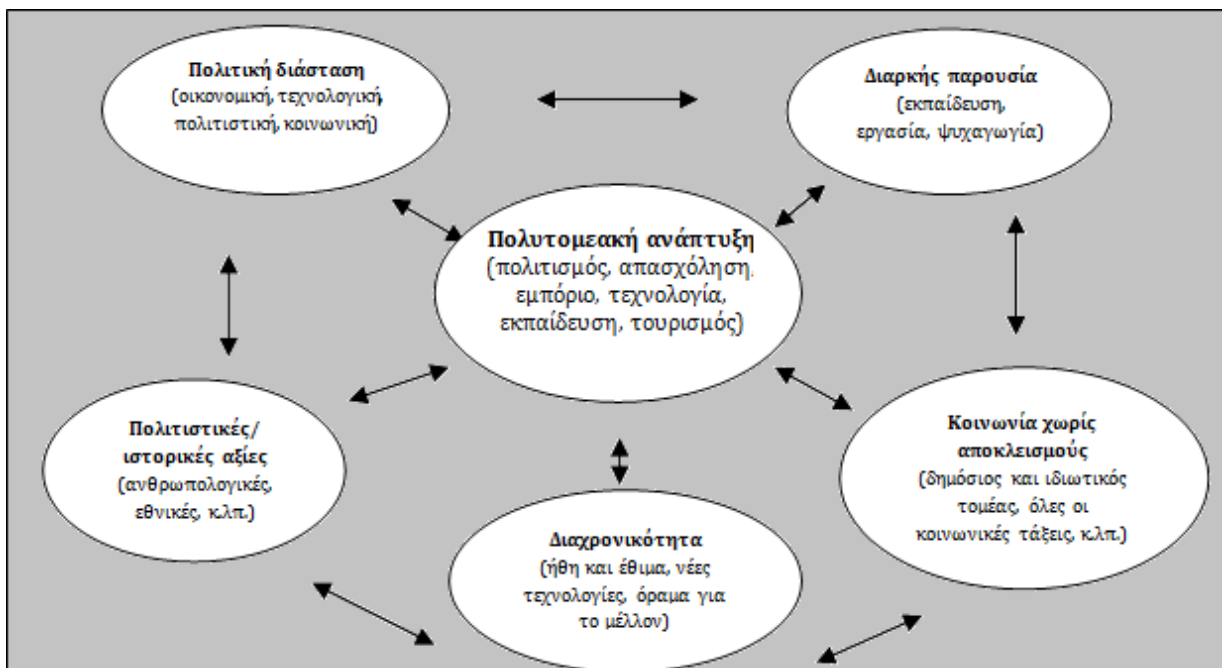 Πολιτική διάσταση
(οικονομική, τεχνολογική,
πολιτιστική, κοινωνική)
Διαρκής παρουσία
(εκπαίδευση,
εργασία, ψυχαγωγία)
Πολυτομεακή ανάπτυξη
(πολιτισμός, απασχόληση,
εμπόριο, τεχνολογία,
εκπαίδευση, τουρισμός)
Πολιτιστικές/
ιστορικές αξίες
(ανθρωπολογικές,
εθνικές, κ.λπ.)
Κοινωνία χωρίς
αποκλεισμούς
(δημόσιος και ιδιωτικός
τομέας, όλες οι
κοινωνικές τάξεις, κ.λπ.)
Διαχρονικότητα
(ήθη και έθιμα, νέες
τεχνολογίες, όραμα για
το μέλλον)